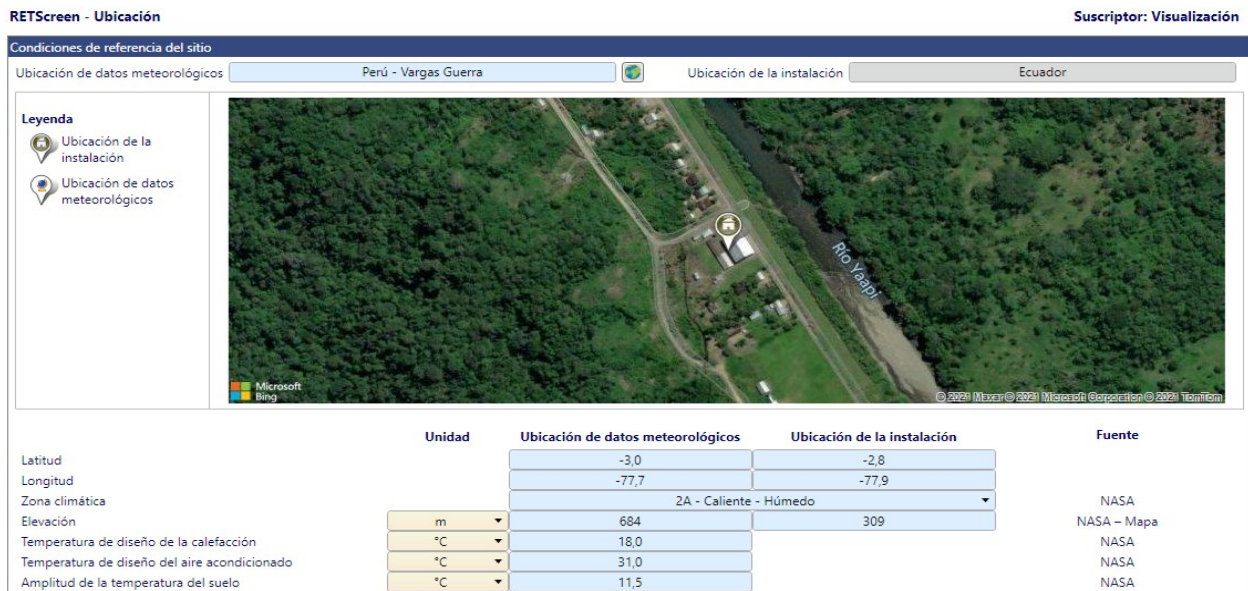 RETScreen - Ubicación Suscriptor: Visualización
Condiciones de referencia del sitio
Ubicación de datos meteorológicos Perú - Vargas Guerra Ubicación de la instalación Ecuador
Leyenda
Ubicación de la
instalación
Ubicación de datos
meteorológicos
Río Yaapi
Microsoft
Bing
© 2021 Maxar © 2021 Microsoft Corporation © 2021 TomTom
Unidad Ubicación de datos meteorológicos Ubicación de la instalación Fuente
Latitud -3,0 -2,8
Longitud -77,7 -77,9
Zona climática 2A - Caliente - Húmedo NASA
Elevación m 684 309 NASA – Mapa
Temperatura de diseño de la calefacción °C 18,0 NASA
Temperatura de diseño del aire acondicionado °C 31,0 NASA
Amplitud de la temperatura del suelo °C 11,5 NASA